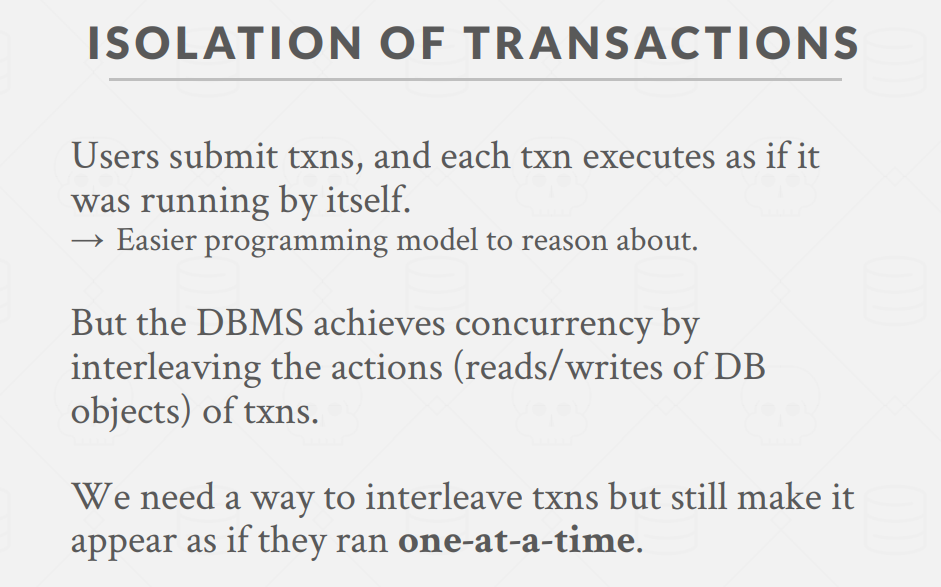 ISOLATION OF TRANSACTIONS
Users submit txns, and each txn executes as if it
was running by itself.
→ Easier programming model to reason about.
But the DBMS achieves concurrency by
interleaving the actions (reads/writes of DB
objects) of txns.
We need a way to interleave txns but still make it
appear as if they ran one-at-a-time.